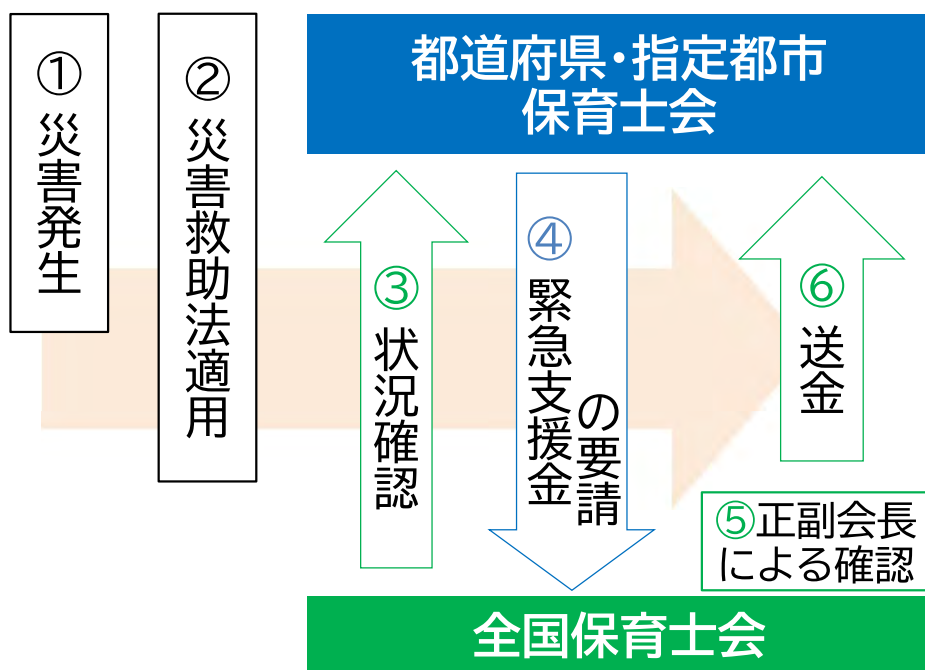 ①災害発生
②災害救助法適用
都道府県・指定都市
保育士会
③状況確認
④緊急支援金
の要請
⑤正副会長
による確認
⑥送金
全国保育士会